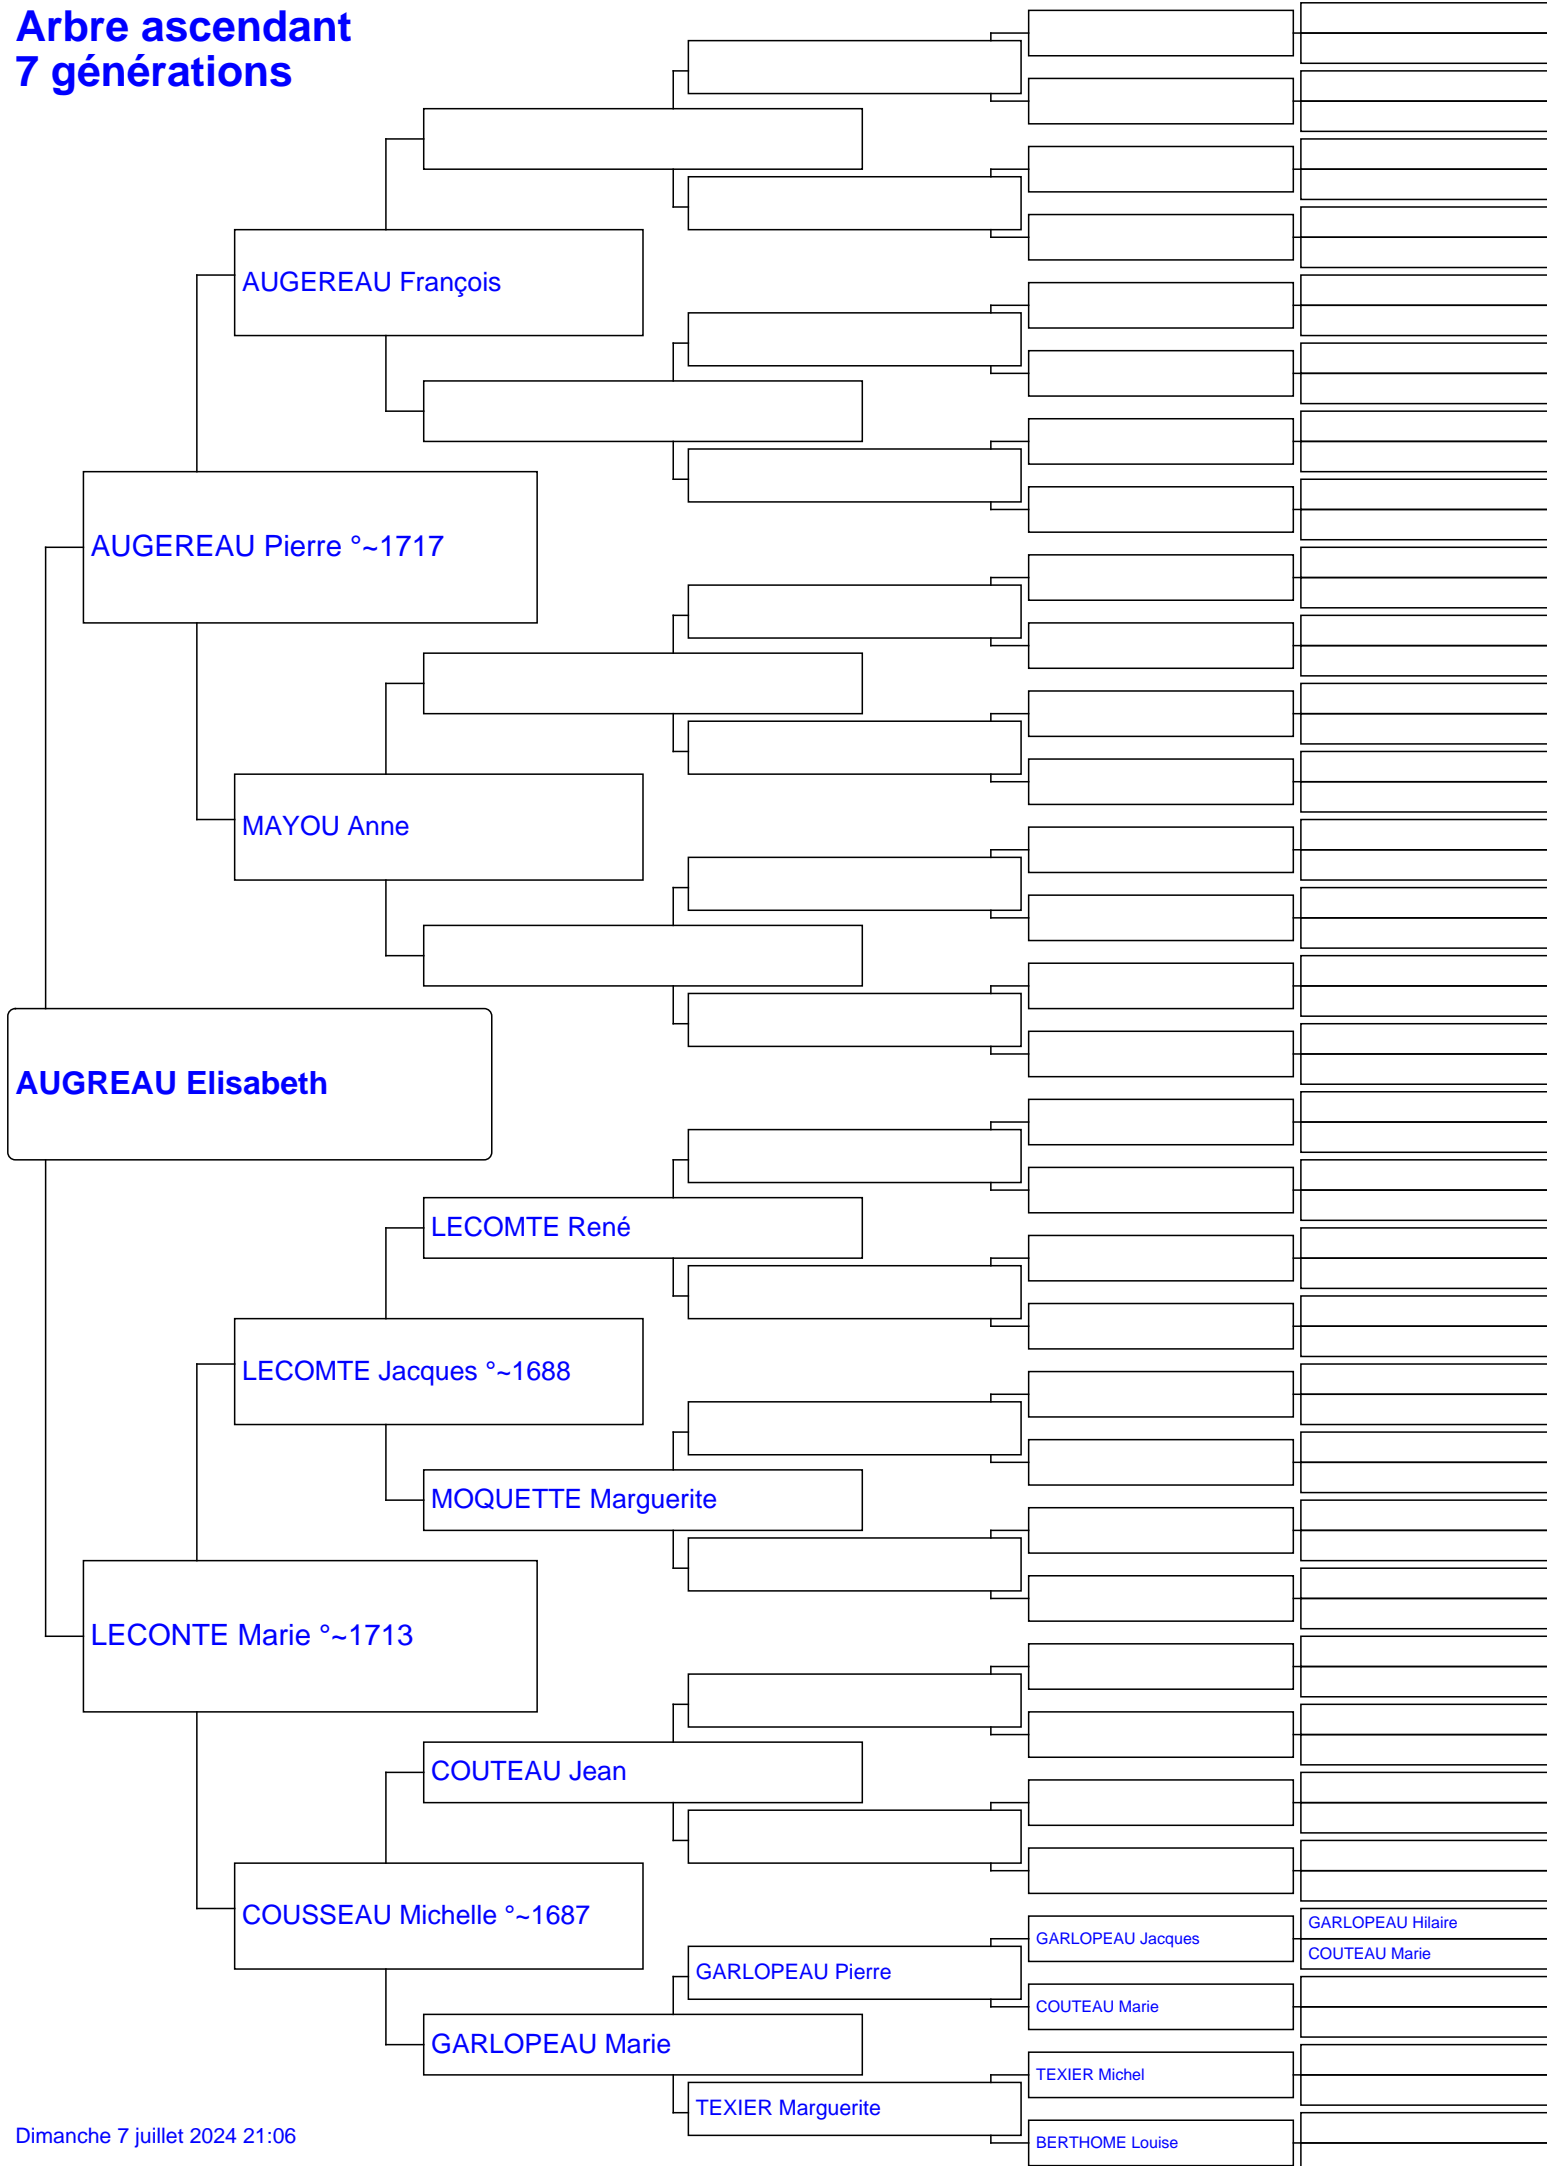 Arbre ascendant
7 générations
AUGEREAU François
AUGEREAU Pierre °~1717
MAYOU Anne
AUGREAU Elisabeth
LECOMTE René
LECOMTE Jacques °~1688
MOQUETTE Marguerite
LECONTE Marie °~1713
COUTEAU Jean
COUSSEAU Michelle °~1687
GARLOPEAU Hilaire
GARLOPEAU Jacques
COUTEAU Marie
GARLOPEAU Pierre
COUTEAU Marie
GARLOPEAU Marie
TEXIER Michel
TEXIER Marguerite
BERTHOME Louise
Dimanche 7 juillet 2024 21:06